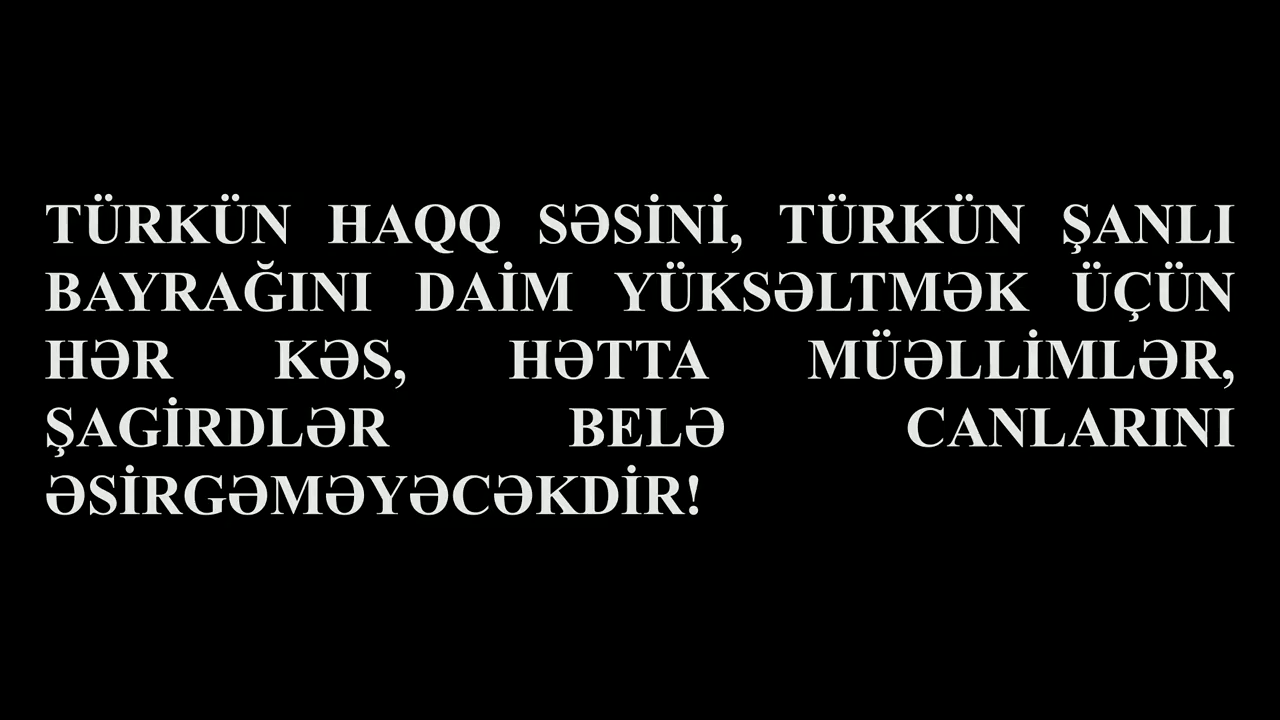 TÜRKÜN HAQQ SƏSİNİ, TÜRKÜN ŞANLI
BAYRAĞINI DAİM YÜKSƏLTMƏK ÜÇÜN
HƏR KƏS, HƏTTA MÜƏLLİMLƏR,
ŞAGİRDLƏR BELƏ CANLARINI
ƏSİRGƏMƏYƏCƏKDİR!